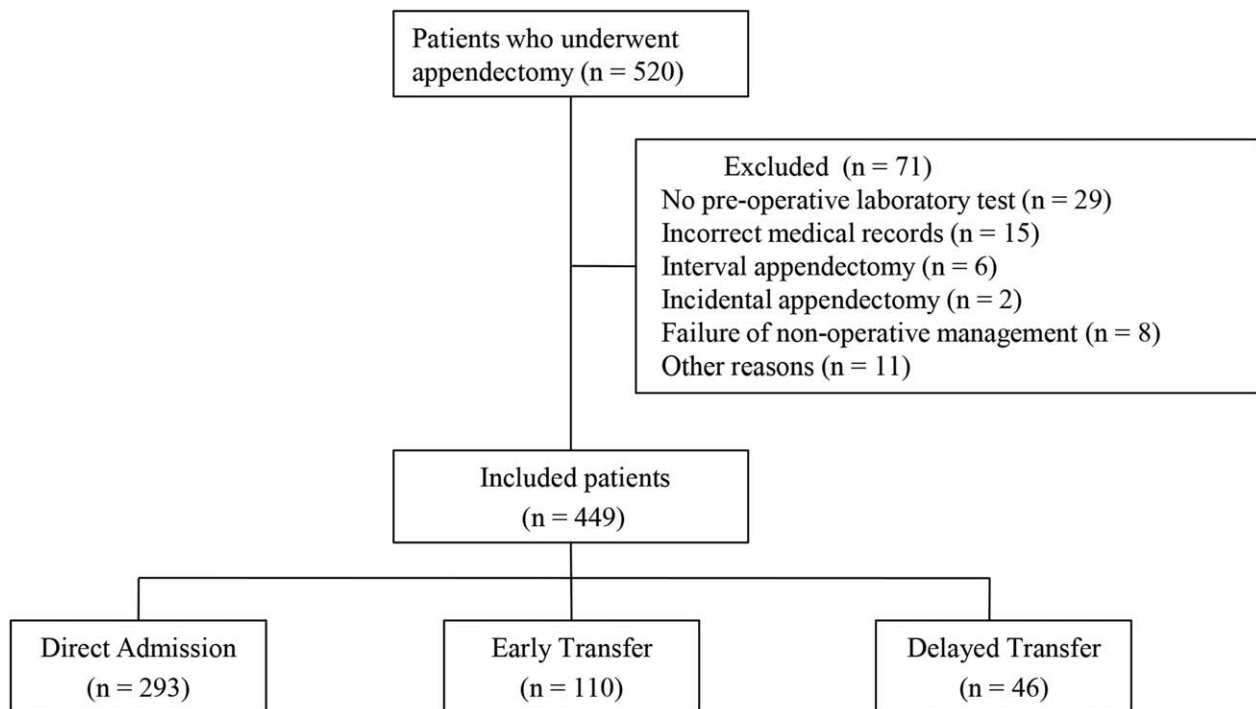 Patients who underwent
appendectomy (n = 520)
Excluded (n = 71)
No pre-operative laboratory test (n = 29)
Incorrect medical records (n = 15)
Interval appendectomy (n = 6)
Incidental appendectomy (n = 2)
Failure of non-operative management (n = 8)
Other reasons (n = 11)
Included patients
(n = 449)
Direct Admission
(n = 293)
Early Transfer
(n = 110)
Delayed Transfer
(n = 46)